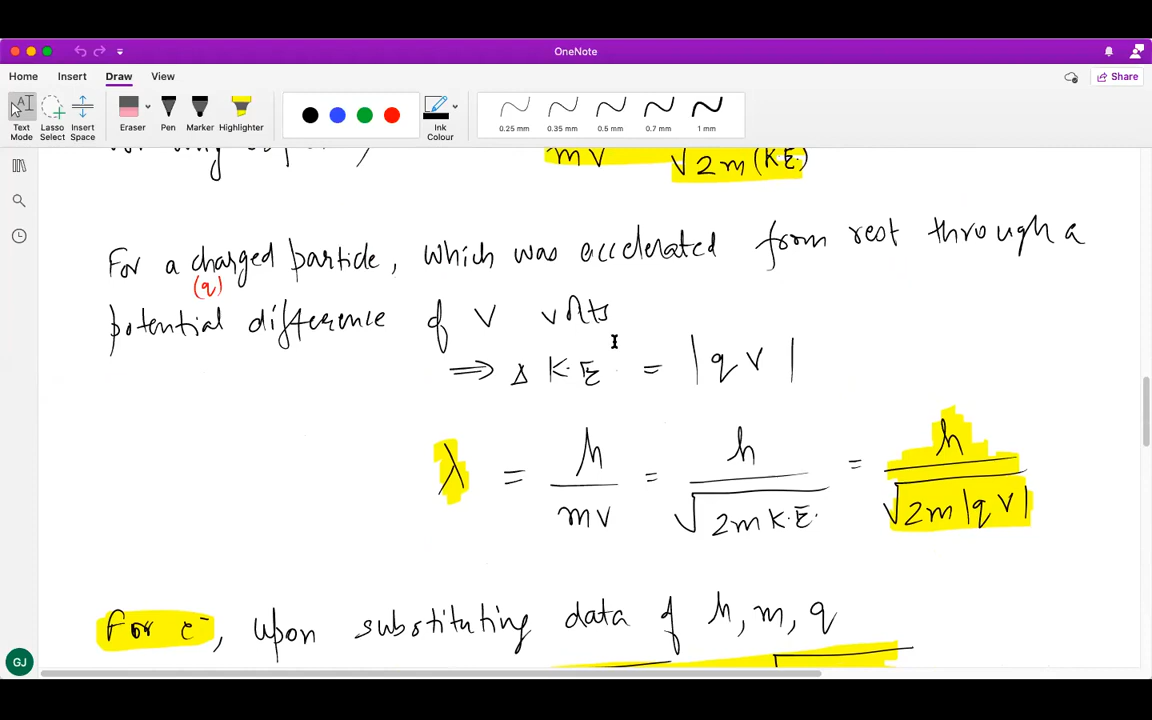 OneNote
Home Insert Draw View
Share
Text Mode
Lasso Select
Insert Space
Eraser
Pen
Marker
Highlighter
Ink Colour
0.25 mm
0.35 mm
0.5 mm
0.7 mm
1 mm
mv √2m(K.E.)
For a charged particle, which was accelerated from rest through a
(q)
potential difference of V volts
⇒ Δ K.E = |qV|
λ = h/mv = h/√2m K.E. = h/√2m|qV|
For e⁻, upon substituting data of h, m, q
GJ